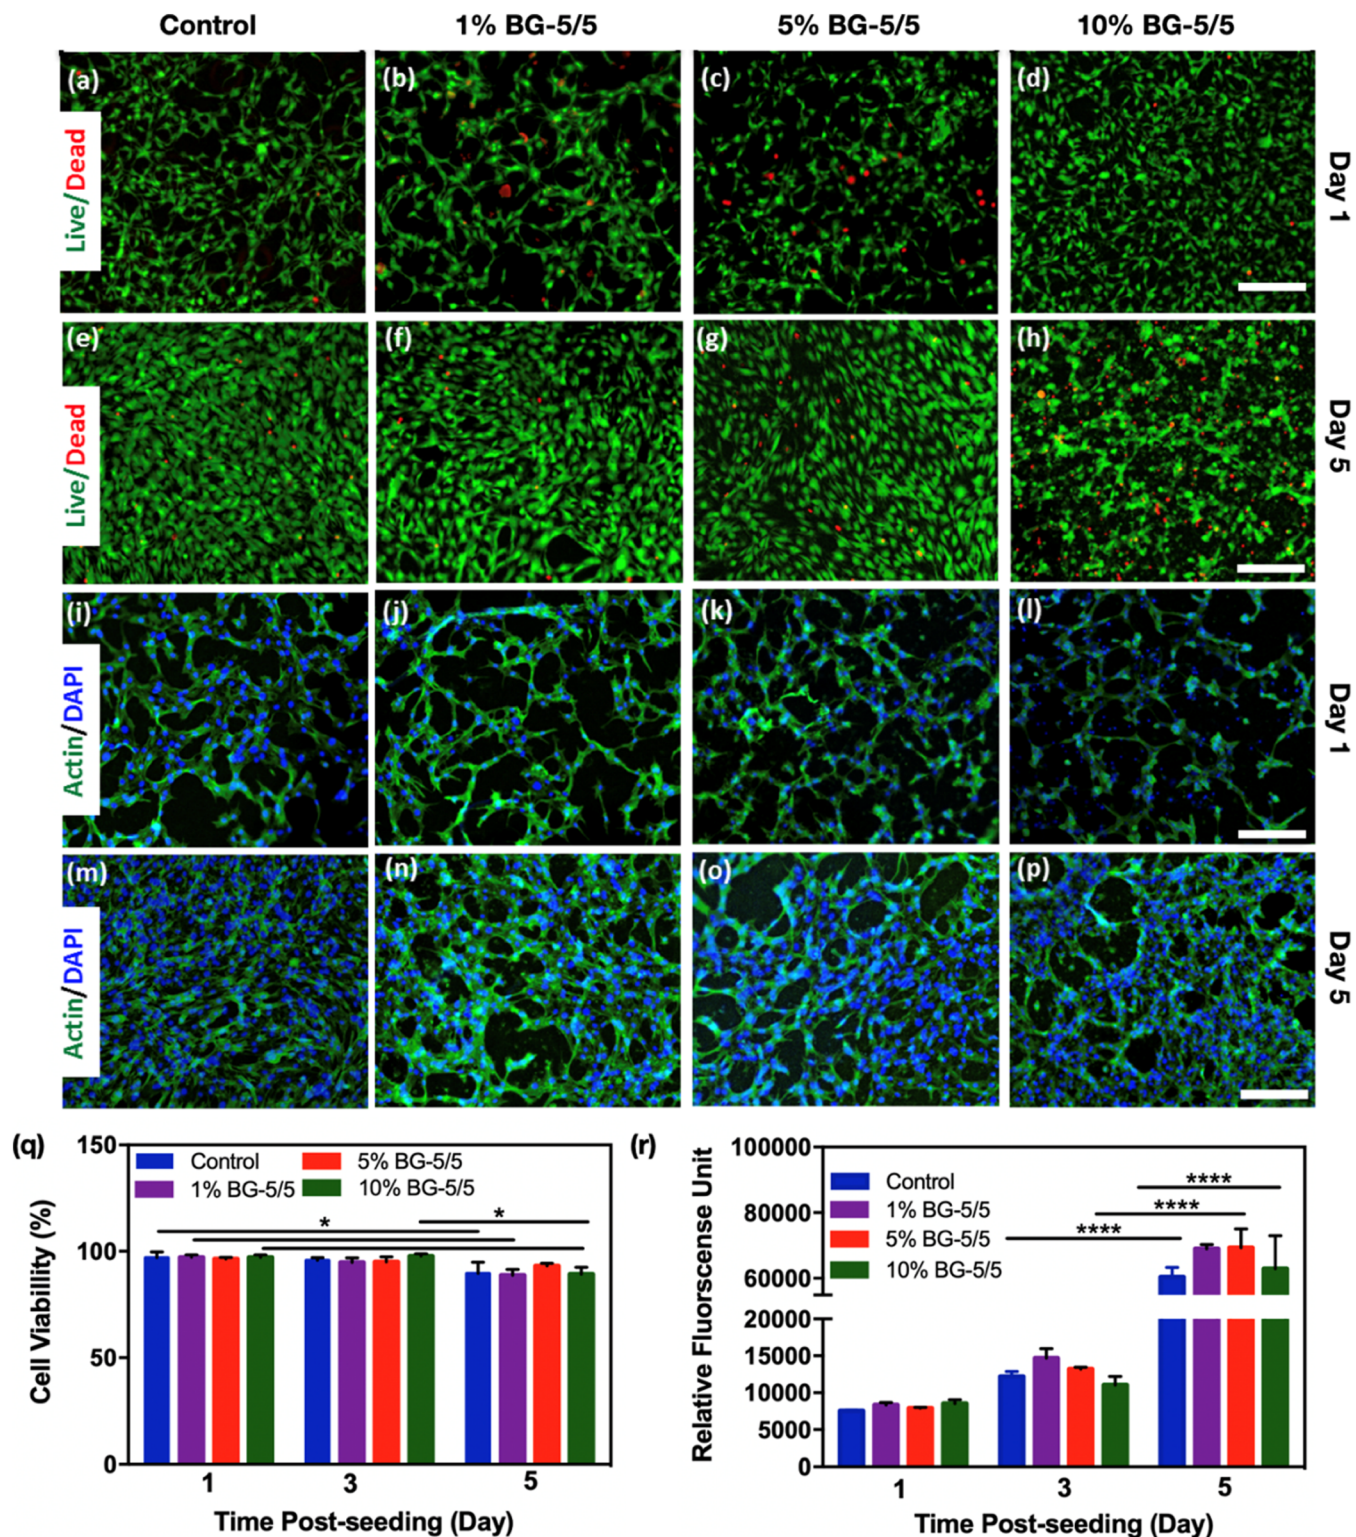 Control 1% BG-5/5 5% BG-5/5 10% BG-5/5
(a) (b) (c) (d)
Live/Dead
Day 1
(e) (f) (g) (h)
Live/Dead
Day 5
(i) (j) (k) (l)
Actin/DAPI
Day 1
(m) (n) (o) (p)
Actin/DAPI
Day 5
(q)
Cell Viability (%)
150
100
50
0
Control 5% BG-5/5
1% BG-5/5 10% BG-5/5
*
*
1 3 5
Time Post-seeding (Day)
(r)
Relative Fluorscense Unit
100000
80000
60000
20000
15000
10000
5000
0
Control
1% BG-5/5
5% BG-5/5
10% BG-5/5
****
****
****
1 3 5
Time Post-seeding (Day)